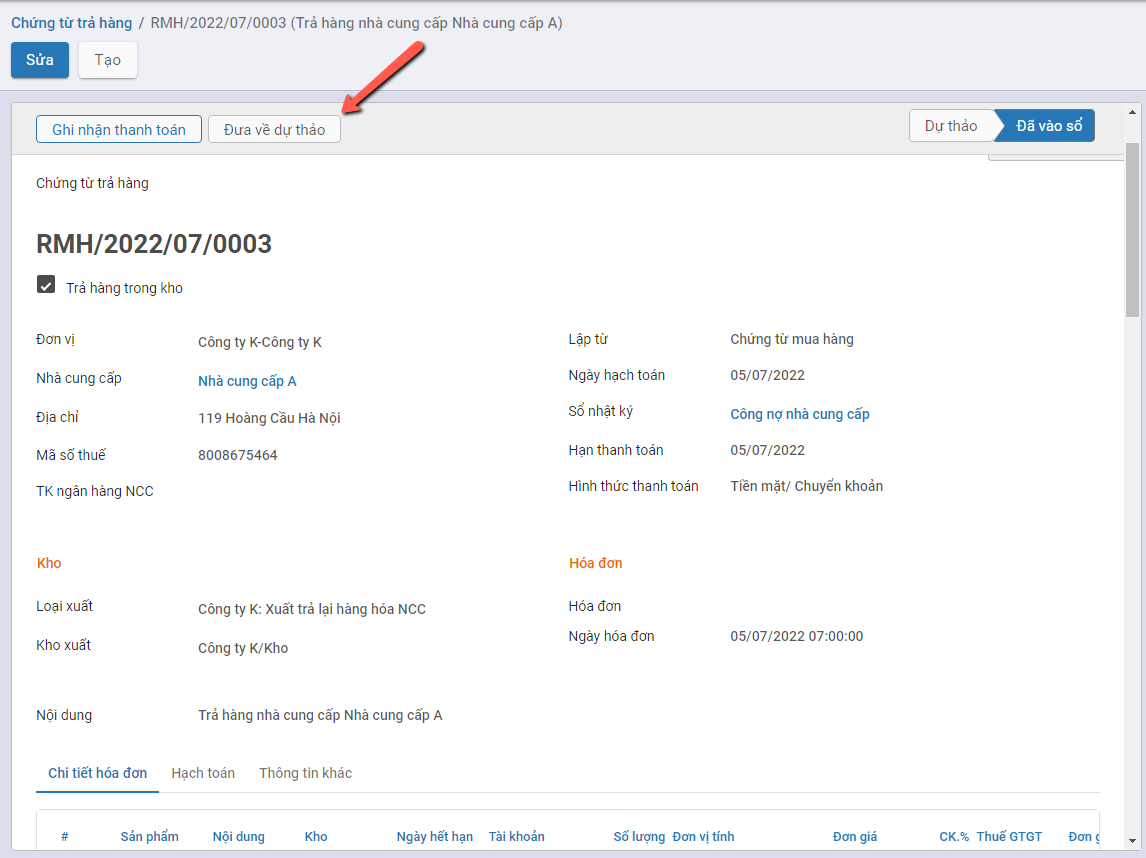 Chứng từ trả hàng / RMH/2022/07/0003 (Trả hàng nhà cung cấp Nhà cung cấp A)
Sửa Tạo
Ghi nhận thanh toán Đưa về dự thảo Dự thảo Đã vào sổ
Chứng từ trả hàng
RMH/2022/07/0003
Trả hàng trong kho
Đơn vị Công ty K-Công ty K Lập từ Chứng từ mua hàng
Nhà cung cấp Nhà cung cấp A Ngày hạch toán 05/07/2022
Địa chỉ 119 Hoàng Cầu Hà Nội Sổ nhật ký Công nợ nhà cung cấp
Mã số thuế 8008675464 Hạn thanh toán 05/07/2022
TK ngân hàng NCC Hình thức thanh toán Tiền mặt/ Chuyển khoản
Kho Hóa đơn
Loại xuất Công ty K: Xuất trả lại hàng hóa NCC Hóa đơn
Kho xuất Công ty K/Kho Ngày hóa đơn 05/07/2022 07:00:00
Nội dung Trả hàng nhà cung cấp Nhà cung cấp A
Chi tiết hóa đơn Hạch toán Thông tin khác
# Sản phẩm Nội dung Kho Ngày hết hạn Tài khoản Số lượng Đơn vị tính Đơn giá CK.% Thuế GTGT Đơn